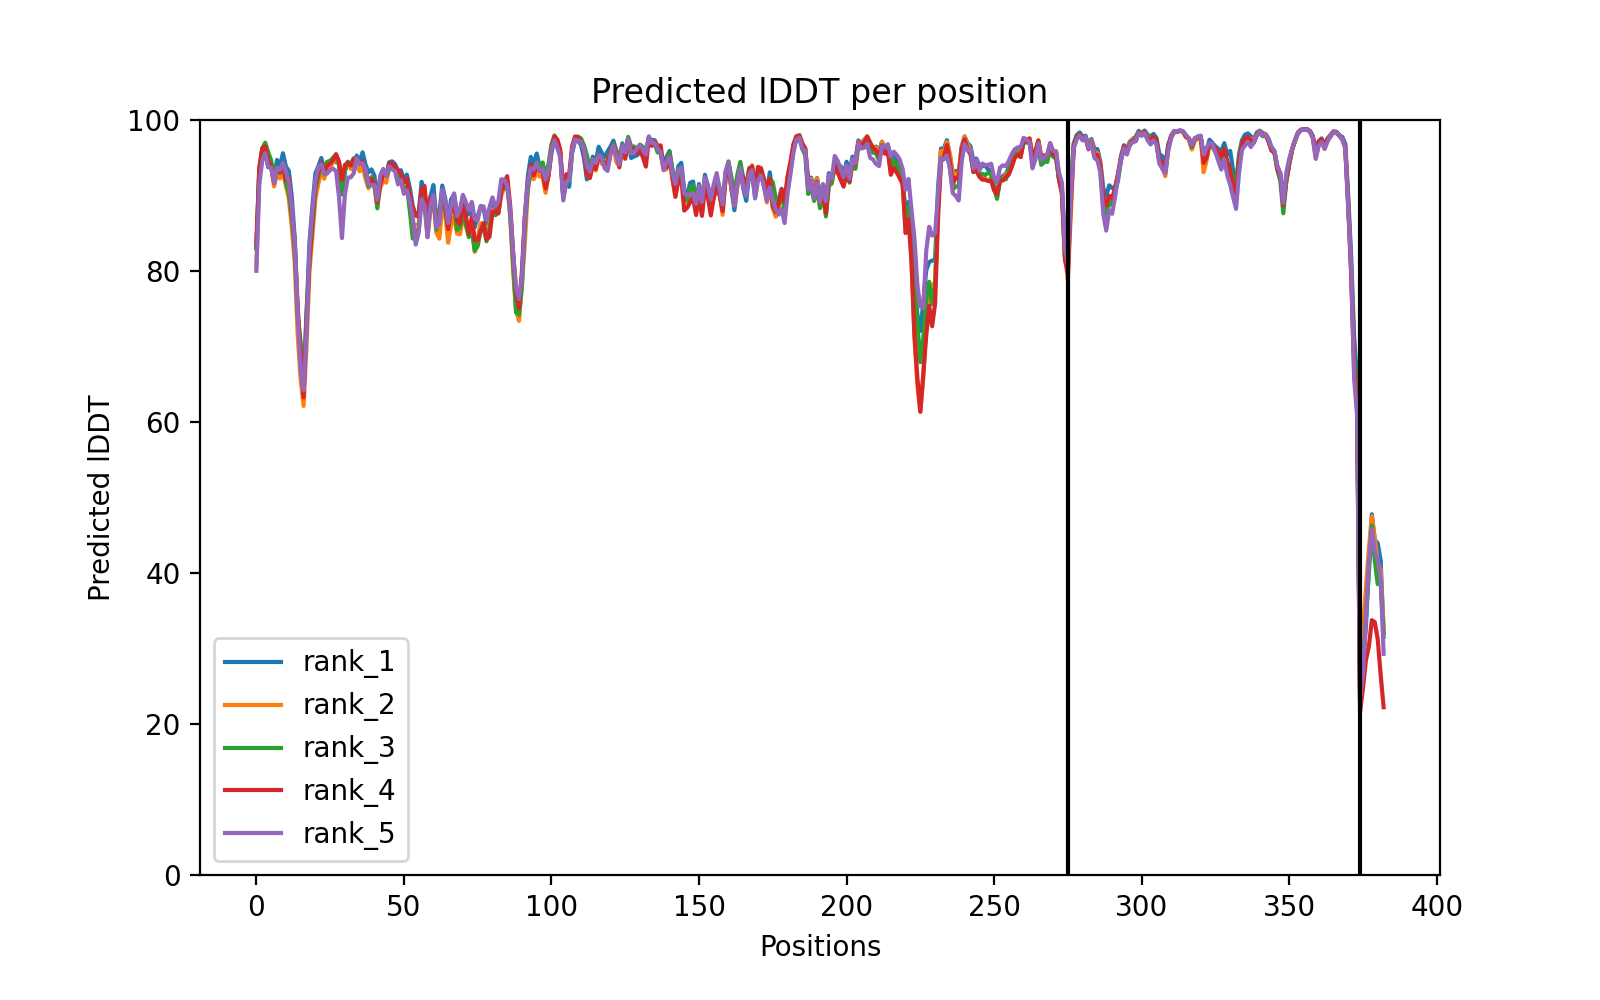 Predicted lDDT per position
100
80
60
40
20
0
Predicted lDDT
rank_1
rank_2
rank_3
rank_4
rank_5
0 50 100 150 200 250 300 350 400
Positions